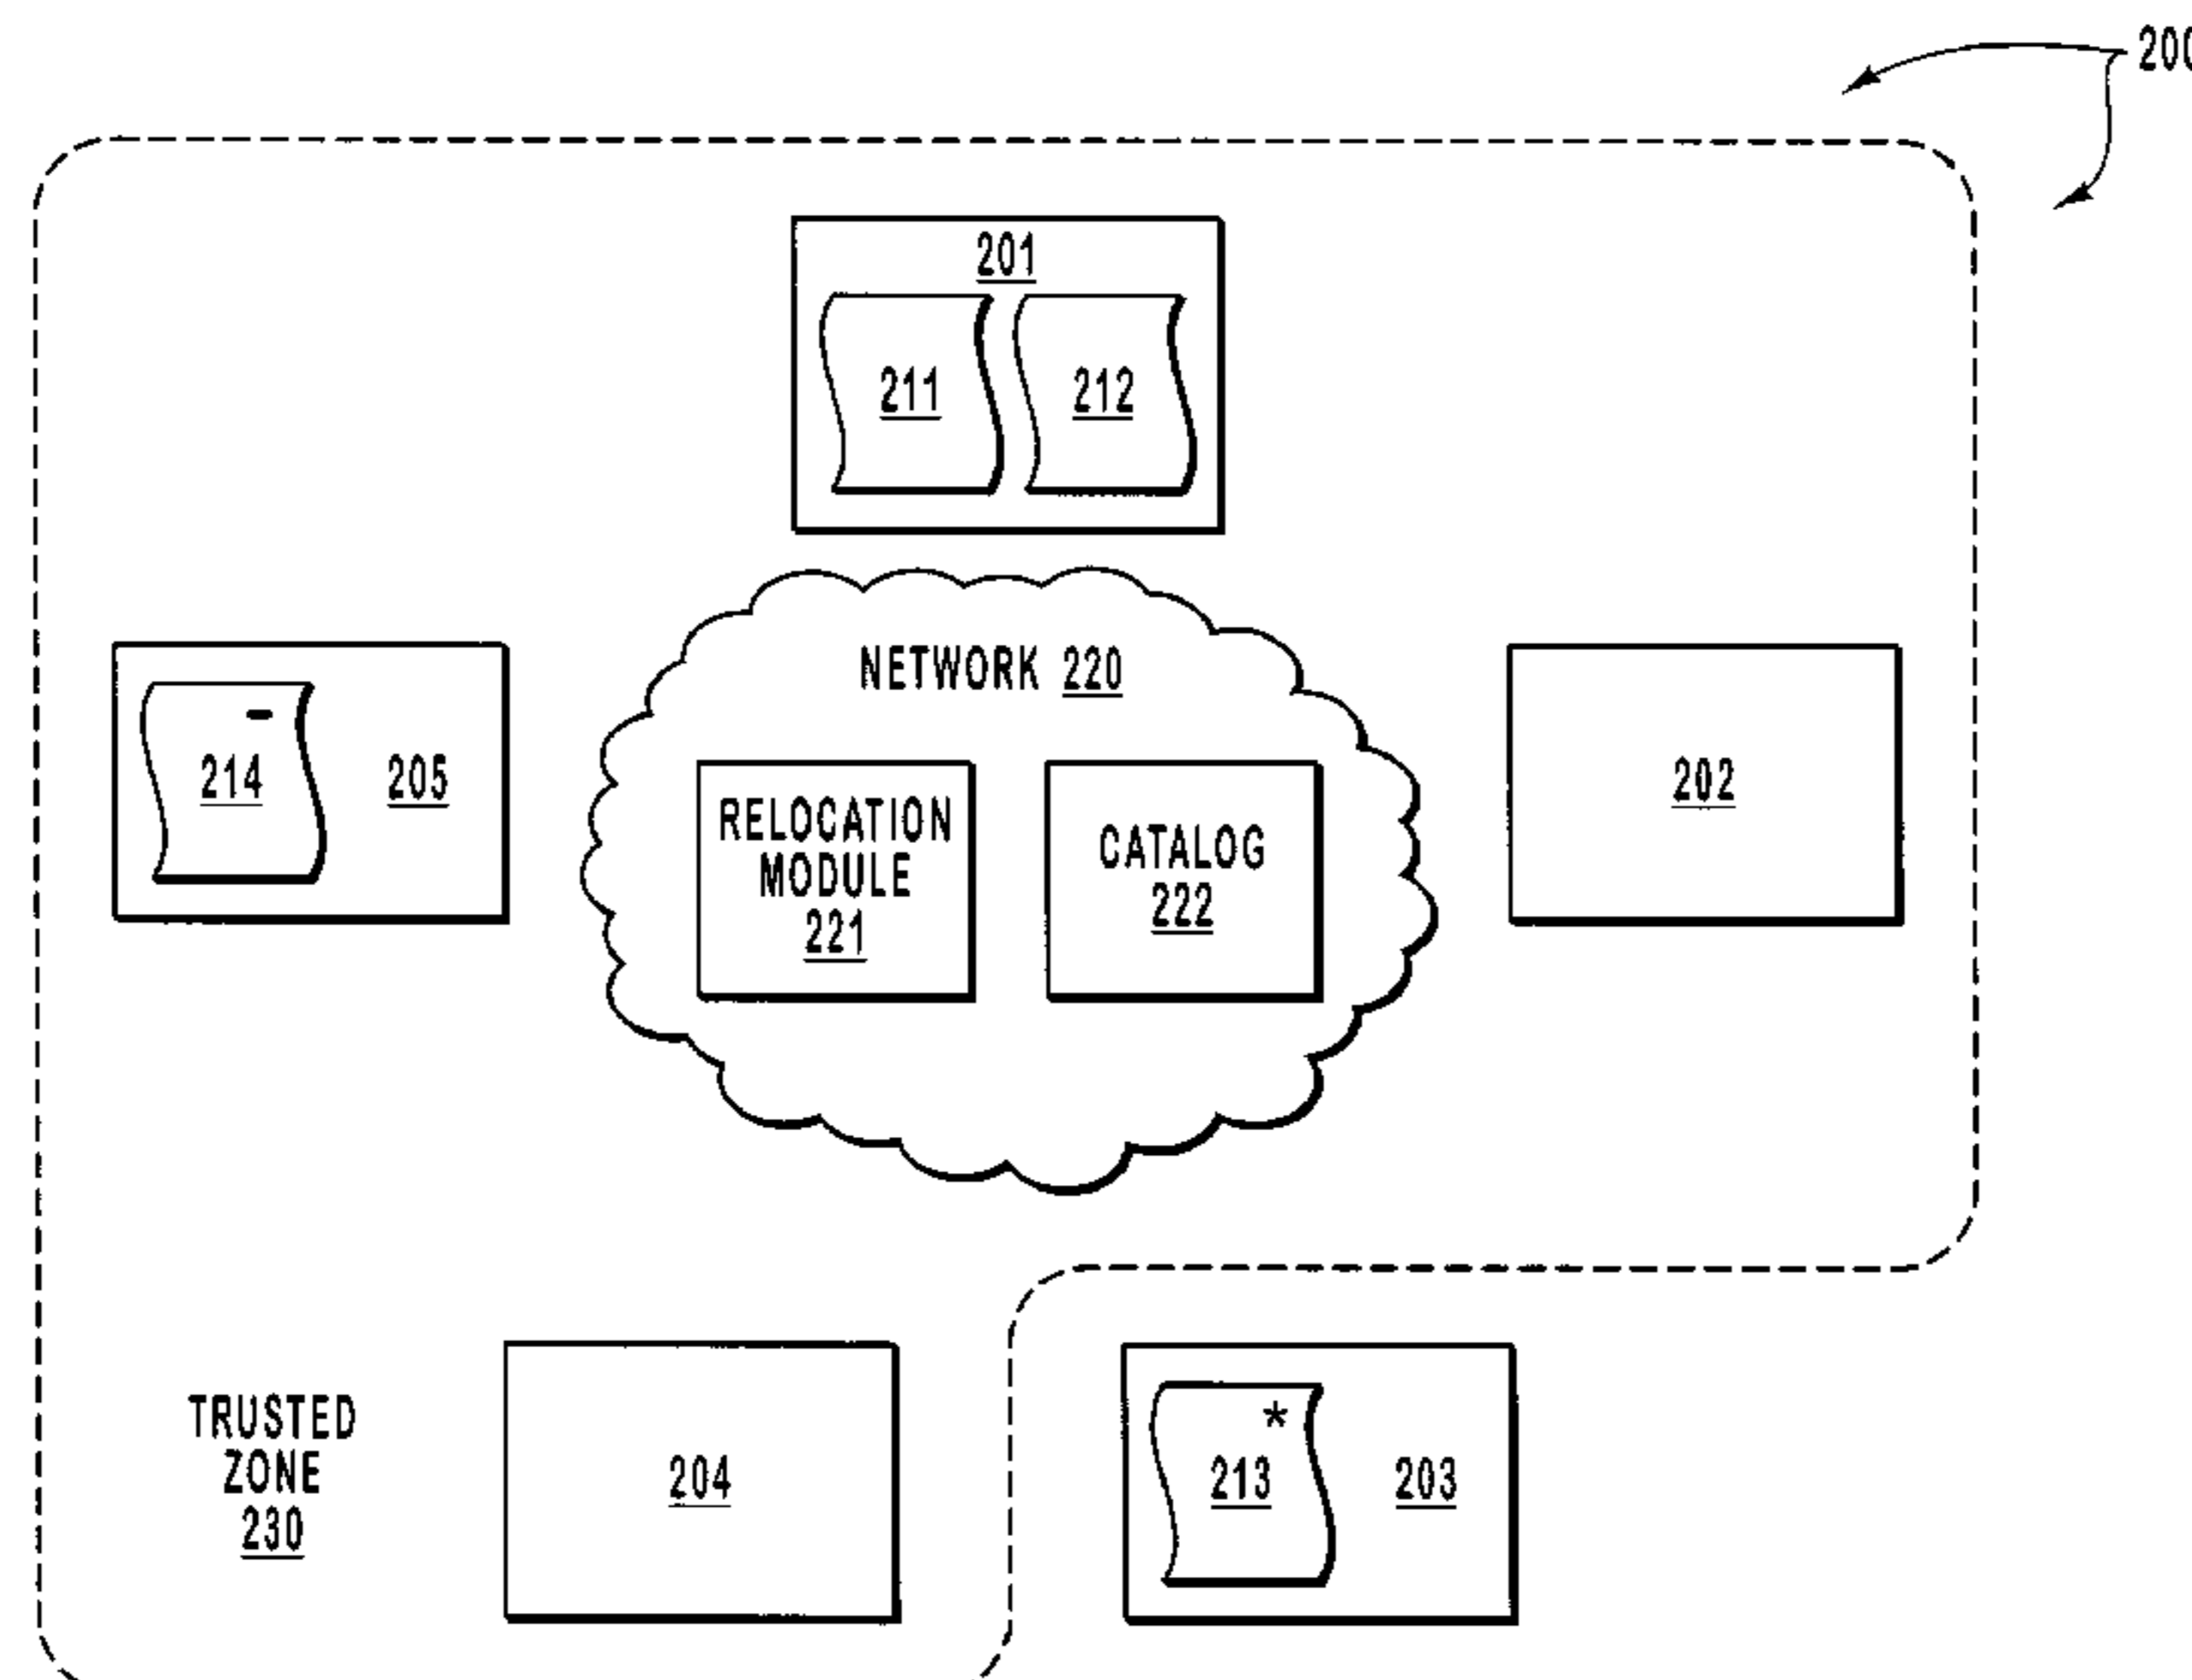 200
201
211 212
NETWORK 220
214 205
RELOCATION
MODULE
221
CATALOG
222
202
TRUSTED
ZONE
230
204
213 * 203